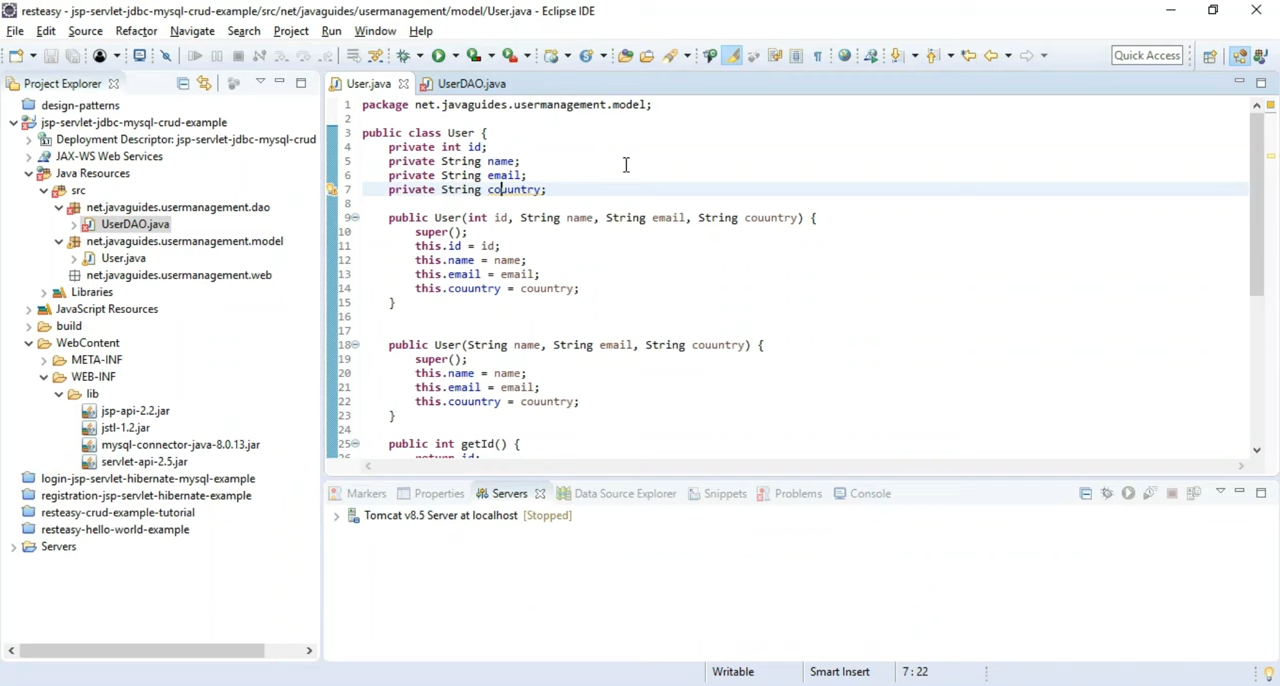 resteasy - jsp-servlet-jdbc-mysql-crud-example/src/net/javaguides/usermanagement/model/User.java - Eclipse IDE
File Edit Source Refactor Navigate Search Project Run Window Help
Quick Access
Project Explorer
design-patterns
jsp-servlet-jdbc-mysql-crud-example
Deployment Descriptor: jsp-servlet-jdbc-mysql-crud
JAX-WS Web Services
Java Resources
src
net.javaguides.usermanagement.dao
UserDAO.java
net.javaguides.usermanagement.model
User.java
net.javaguides.usermanagement.web
Libraries
JavaScript Resources
build
WebContent
META-INF
WEB-INF
lib
jsp-api-2.2.jar
jstl-1.2.jar
mysql-connector-java-8.0.13.jar
servlet-api-2.5.jar
login-jsp-servlet-hibernate-mysql-example
registration-jsp-servlet-hibernate-example
resteasy-crud-example-tutorial
resteasy-hello-world-example
Servers
User.java UserDAO.java
1 package net.javaguides.usermanagement.model;
2
3 public class User {
4 private int id;
5 private String name;
6 private String email;
7 private String couuntry;
8
9 public User(int id, String name, String email, String couuntry) {
10 super();
11 this.id = id;
12 this.name = name;
13 this.email = email;
14 this.couuntry = couuntry;
15 }
16
17
18 public User(String name, String email, String couuntry) {
19 super();
20 this.name = name;
21 this.email = email;
22 this.couuntry = couuntry;
23 }
24
25 public int getId() {
26 return id;
Markers Properties Servers Data Source Explorer Snippets Problems Console
Tomcat v8.5 Server at localhost [Stopped]
Writable Smart Insert 7 : 22